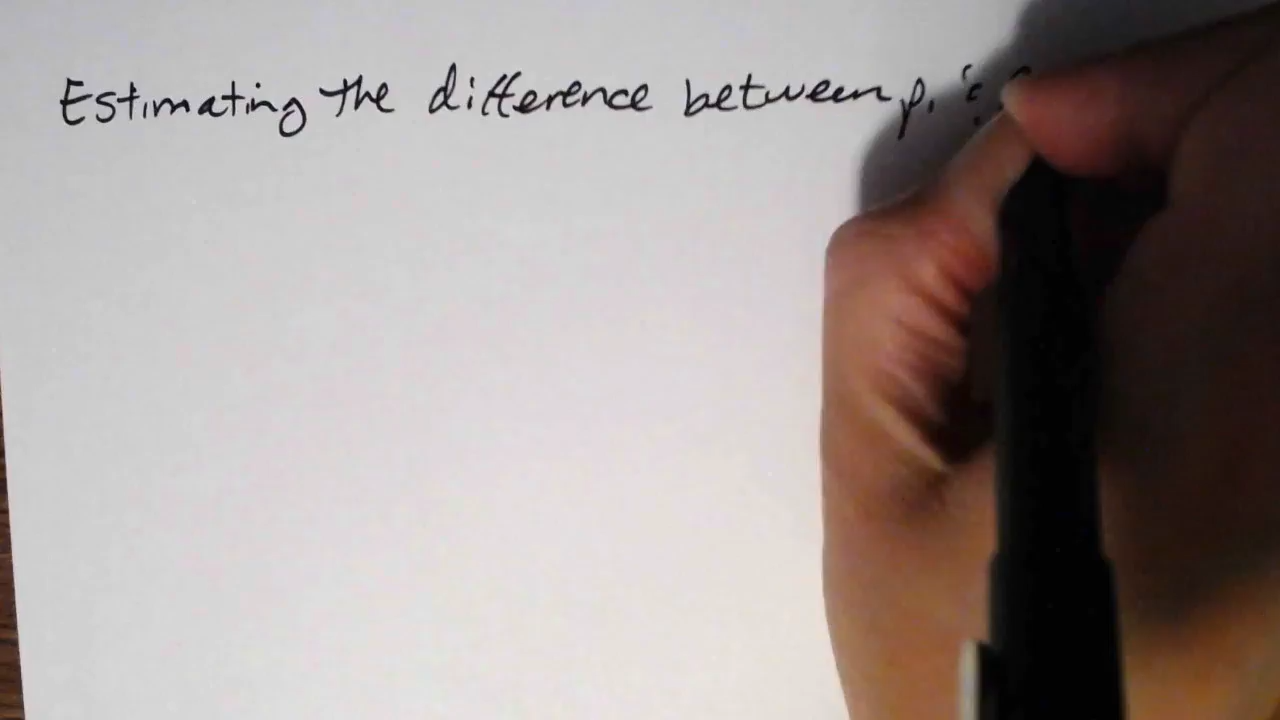 Estimating the difference between p₁ &